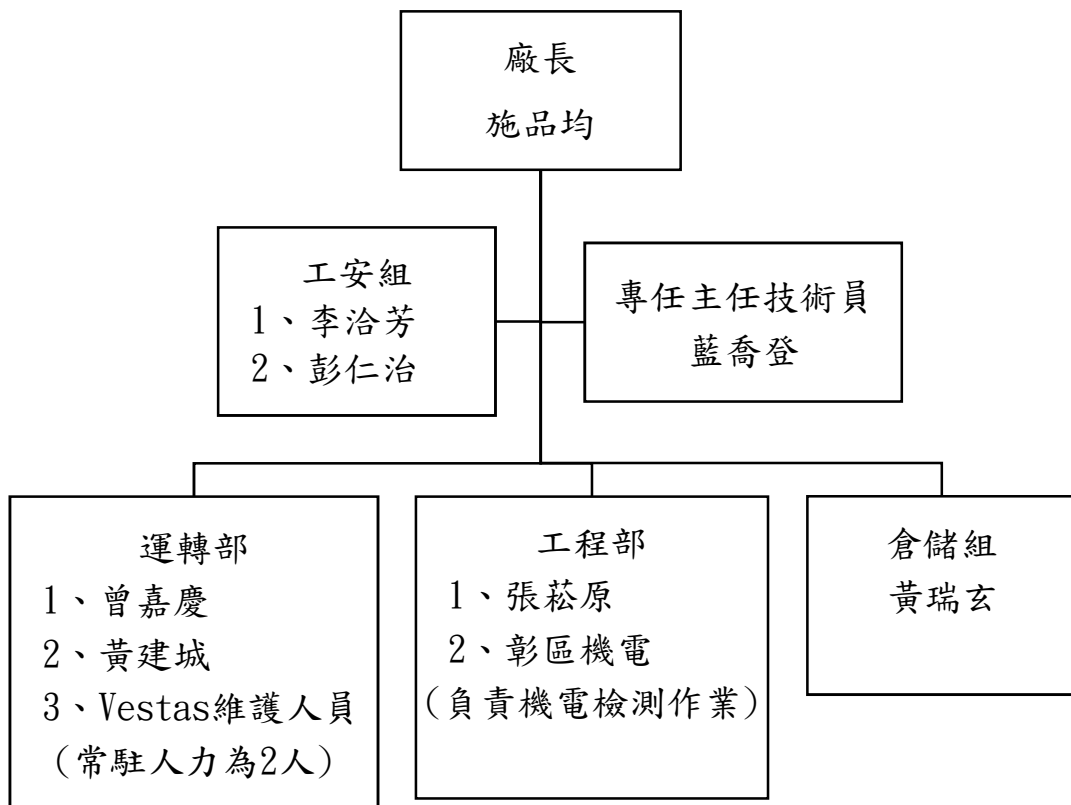 廠長
施品均
工安組
1、李洽芳
2、彭仁治
專任主任技術員
藍喬登
運轉部
1、曾嘉慶
2、黃建城
3、Vestas維護人員
(常駐人力為2人)
工程部
1、張菘原
2、彰區機電
(負責機電檢測作業)
倉儲組
黃瑞玄